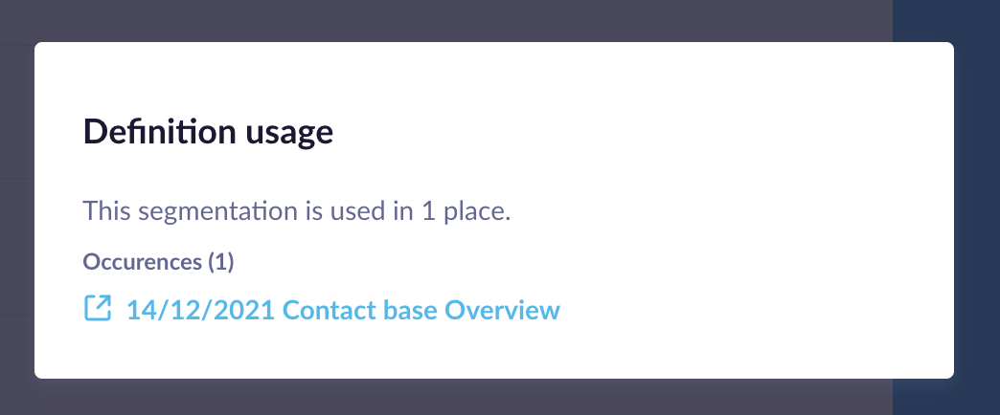 Definition usage
This segmentation is used in 1 place.
Occurences (1)
14/12/2021 Contact base Overview